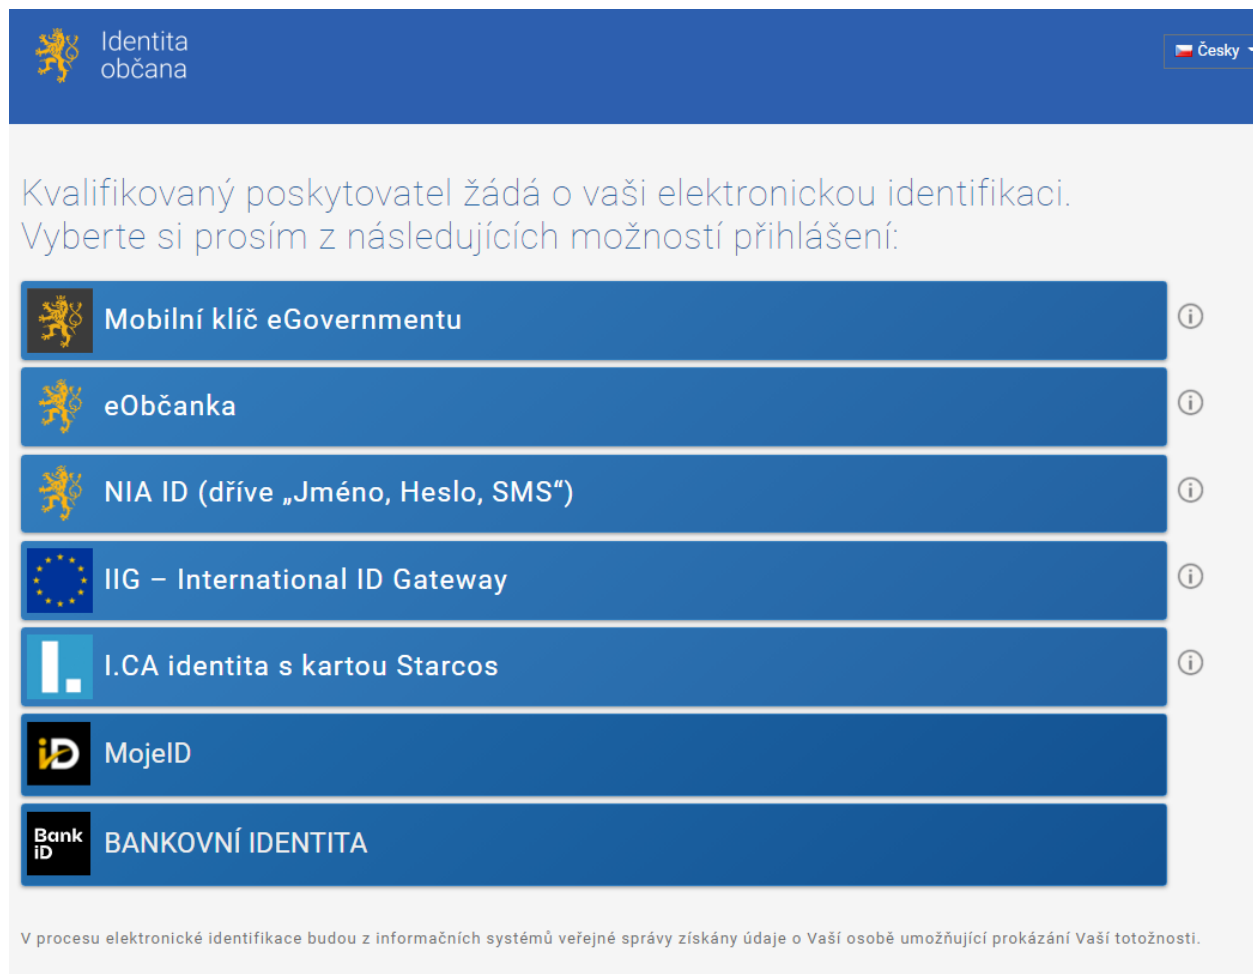 Identita
občana
Česky
Kvalifikovaný poskytovatel žádá o vaši elektronickou identifikaci.
Vyberte si prosím z následujících možností přihlášení:
Mobilní klíč eGovernmentu
eObčanka
NIA ID (dříve „Jméno, Heslo, SMS“)
IIG – International ID Gateway
I. I.CA identita s kartou Starcos
iD MojeID
Bank
iD
BANKOVNÍ IDENTITA
V procesu elektronické identifikace budou z informačních systémů veřejné správy získány údaje o Vaší osobě umožňující prokázání Vaší totožnosti.